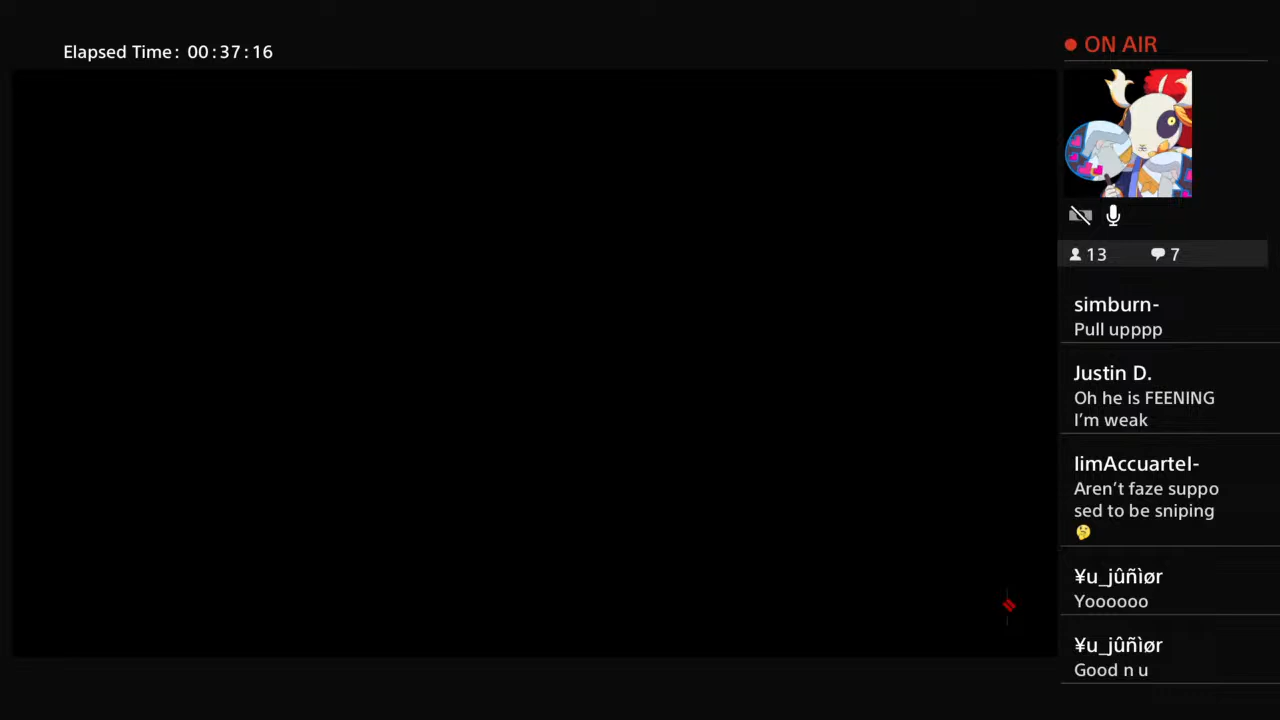 Elapsed Time: 00:37:16
ON AIR
13 7
simburn-
Pull upppp
Justin D.
Oh he is FEENING
I'm weak
IimAccuartel-
Aren't faze suppo
sed to be sniping
🤔
¥u_jûñìør
Yoooooo
¥u_jûñìør
Good n u